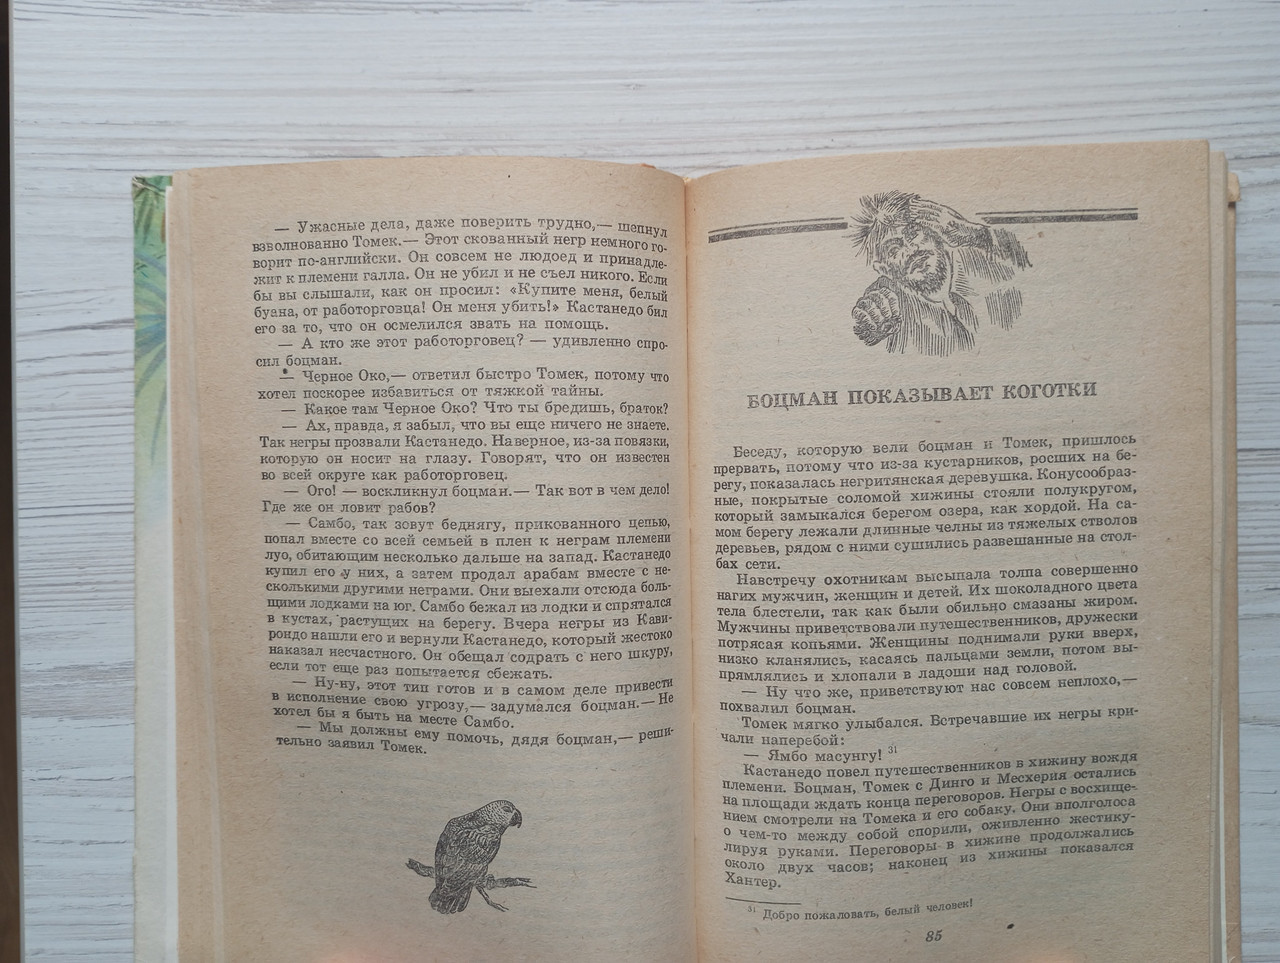 — Ужасные дела, даже поверить трудно,— шепнул
взволнованно Томек.— Этот скованный негр немного го-
ворит по-английски. Он совсем не людоед и принадле-
жит к племени галла. Он не убил и не съел никого. Если
бы вы слышали, как он просил: «Купите меня, белый
буана, от работорговца! Он меня убить!» Кастанедо бил
его за то, что он осмелился звать на помощь.
— А кто же этот работорговец? — удивленно спро-
сил боцман.
— Черное Око,— ответил быстро Томек, потому что
хотел поскорее избавиться от тяжкой тайны.
— Какое там Черное Око? Что ты бредишь, браток?
— Ах, правда, я забыл, что вы еще ничего не знаете.
Так негры прозвали Кастанедо. Наверное, из-за повязки,
которую он носит на глазу. Говорят, что он известен
во всей округе как работорговец.
— Ого! — воскликнул боцман.— Так вот в чем дело!
Где же он ловит рабов?
— Самбо, так зовут беднягу, прикованного цепью,
попал вместе со всей семьей в плен к неграм племени
луо, обитающим несколько дальше на запад. Кастанедо
купил его у них, а затем продал арабам вместе с не-
сколькими другими неграми. Они выехали отсюда боль-
щими лодками на юг. Самбо бежал из лодки и спрятался
в кустах, растущих на берегу. Вчера негры из Кави-
рондо нашли его и вернули Кастанедо, который жестоко
наказал несчастного. Он обещал содрать с него шкуру,
если тот еще раз попытается сбежать.
— Ну-ну, этот тип готов и в самом деле привести
в исполнение свою угрозу,— задумался боцман.— Не
хотел бы я быть на месте Самбо.
— Мы должны ему помочь, дядя боцман,— реши-
тельно заявил Томек.
БОЦМАН ПОКАЗЫВАЕТ КОГОТКИ
Беседу, которую вели боцман и Томек, пришлось
прервать, потому что из-за кустарников, росших на бе-
регу, показалась негритянская деревушка. Конусообраз-
ные, покрытые соломой хижины стояли полукругом,
который замыкался берегом озера, как хордой. На са-
мом берегу лежали длинные челны из тяжелых стволов
деревьев, рядом с ними сушились развешанные на стол-
бах сети.
Навстречу охотникам высыпала толпа совершенно
нагих мужчин, женщин и детей. Их шоколадного цвета
тела блестели, так как были обильно смазаны жиром.
Мужчины приветствовали путешественников, дружески
потрясая копьями. Женщины поднимали руки вверх,
низко кланялись, касаясь пальцами земли, потом вы-
прямлялись и хлопали в ладоши над головой.
— Ну что же, приветствуют нас совсем неплохо,—
похвалил боцман.
Томек мягко улыбался. Встречавшие их негры кри-
чали наперебой:
— Ямбо масунгу! 31
Кастанедо повел путешественников в хижину вождя
племени. Боцман, Томек с Динго и Месхерия остались
на площади ждать конца переговоров. Негры с восхище-
нием смотрели на Томека и его собаку. Они вполголоса
о чем-то между собой спорили, оживленно жестику-
лируя руками. Переговоры в хижине продолжались
около двух часов; наконец из хижины показался
Хантер.
31 Добро пожаловать, белый человек!
85